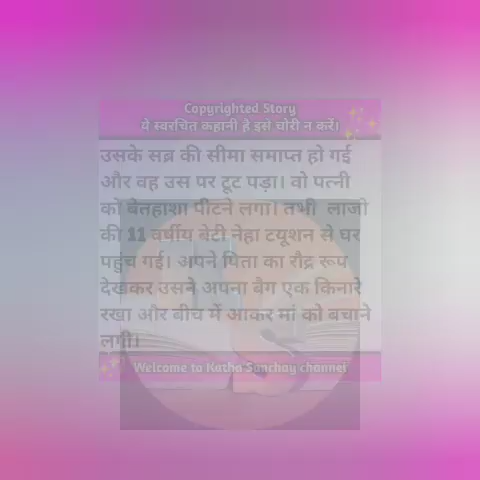 Copyrighted Story
ये स्वरचित कहानी है इसे चोरी न करें।
उसके सब्र की सीमा समाप्त हो गई
और वह उस पर टूट पड़ा। वो पत्नी
को बेतहाशा पीटने लगा। तभी लाजो
की 11 वर्षीय बेटी नेहा टयूशन से घर
पहुंच गई। अपने पिता का रौद्र रूप
देखकर उसने अपना बैग एक किनारे
रखा और बीच में आकर मां को बचाने
लगी।
Welcome to Katha Sanchay channel